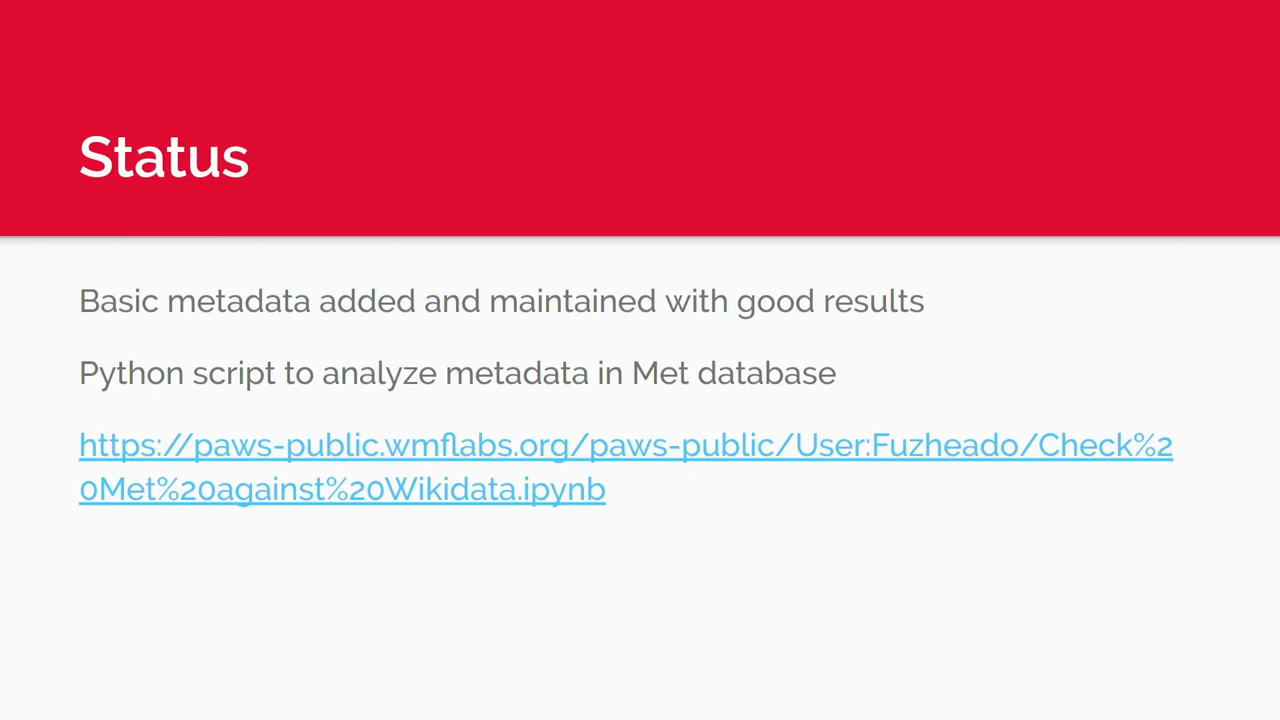 Status
Basic metadata added and maintained with good results
Python script to analyze metadata in Met database
https://paws-public.wmflabs.org/paws-public/User:Fuzheado/Check%2
0Met%20against%20Wikidata.ipynb